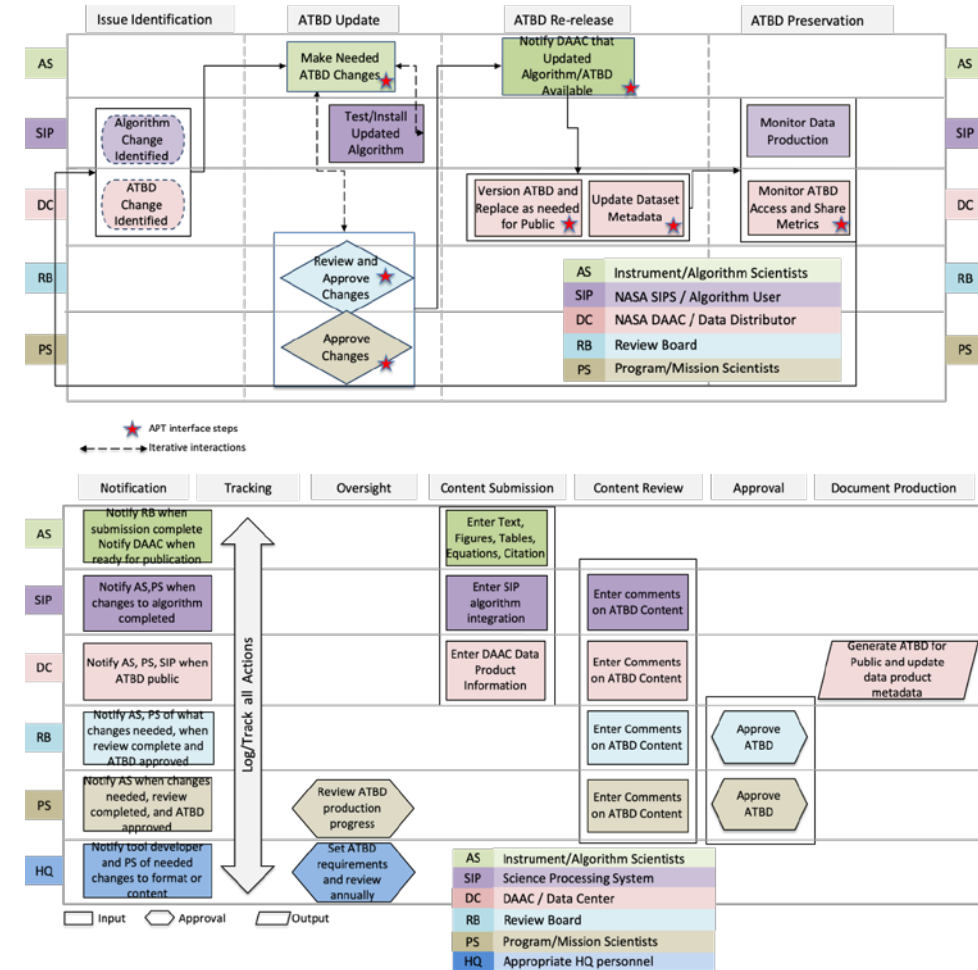 Issue Identification
ATBD Update
ATBD Re-release
ATBD Preservation
AS
Make Needed
ATBD Changes
Notify DAAC that
Updated
Algorithm/ATBD
Available
AS
SIP
Algorithm
Change
Identified
Test/Install
Updated
Algorithm
Monitor Data
Production
SIP
DC
ATBD
Change
Identified
Version ATBD and
Replace as needed
for Public
Update Dataset
Metadata
Monitor ATBD
Access and Share
Metrics
DC
RB
Review and
Approve
Changes
RB
PS
Approve
Changes
PS
AS Instrument/Algorithm Scientists
SIP NASA SIPS / Algorithm User
DC NASA DAAC / Data Distributor
RB Review Board
PS Program/Mission Scientists
APT interface steps
Iterative interactions
Notification
Tracking
Oversight
Content Submission
Content Review
Approval
Document Production
AS
Notify RB when
submission complete
Notify DAAC when
ready for publication
Enter Text,
Figures, Tables,
Equations, Citation
SIP
Notify AS,PS when
changes to algorithm
completed
Enter SIP
algorithm
integration
Enter comments
on ATBD Content
DC
Notify AS, PS, SIP when
ATBD public
Enter DAAC Data
Product
Information
Enter Comments
on ATBD Content
Generate ATBD for
Public and update
data product
metadata
Log/Track all Actions
RB
Notify AS, PS of what
changes needed, when
review complete and
ATBD approved
Enter Comments
on ATBD Content
Approve
ATBD
PS
Notify AS when changes
needed, review
completed, and ATBD
approved
Review ATBD
production
progress
Enter Comments
on ATBD Content
Approve
ATBD
HQ
Notify tool developer
and PS of needed
changes to format or
content
Set ATBD
requirements
and review
annually
AS Instrument/Algorithm Scientists
SIP Science Processing System
DC DAAC / Data Center
RB Review Board
PS Program/Mission Scientists
HQ Appropriate HQ personnel
Input
Approval
Output